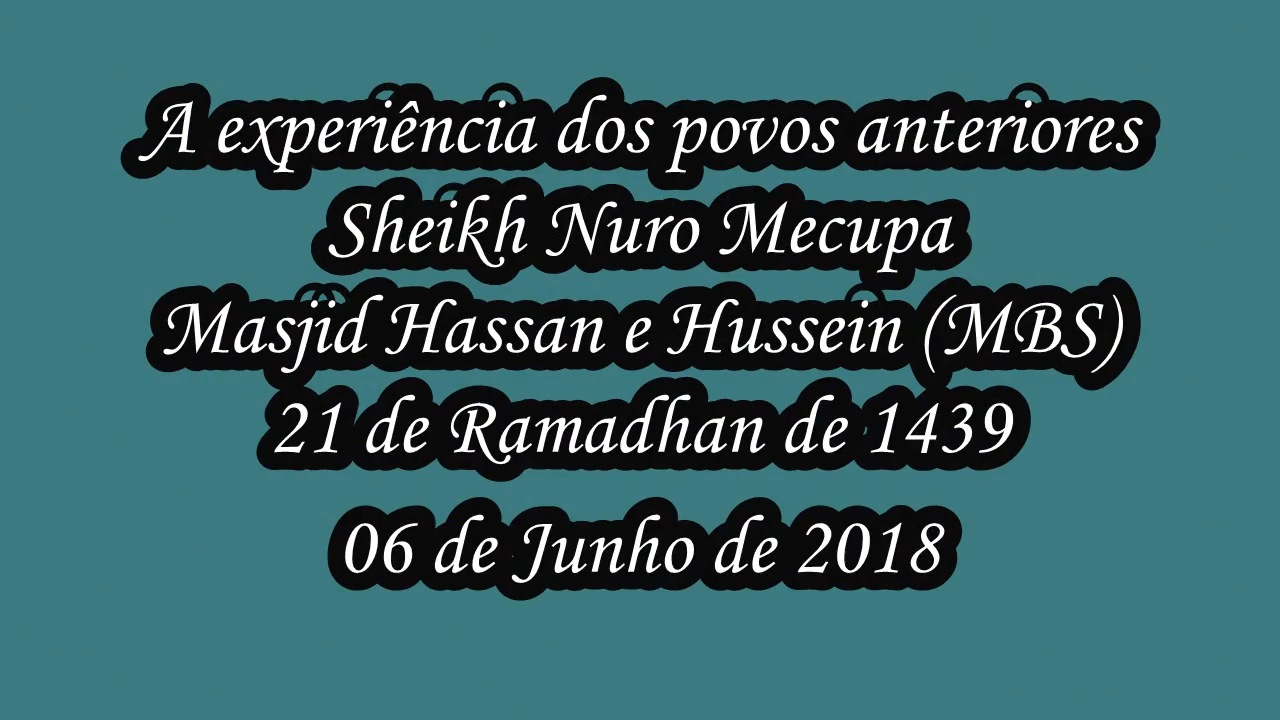 A experiência dos povos anteriores
Sheikh Nuro Mecupa
Masjid Hassan e Hussein (MBS)
21 de Ramadhan de 1439
06 de Junho de 2018